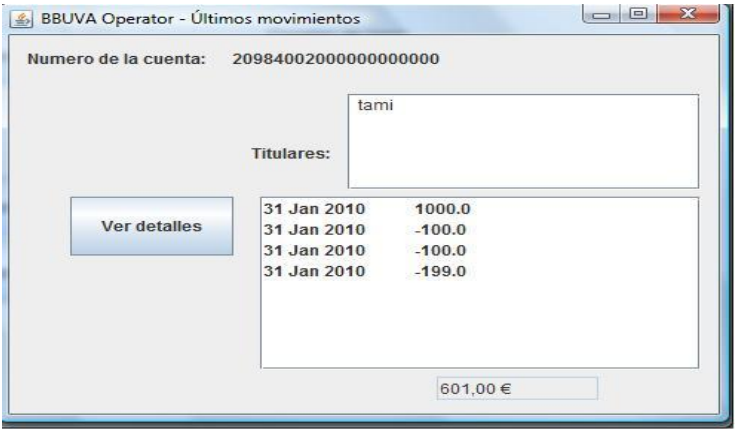 BBUVA Operator - Últimos movimientos
Numero de la cuenta: 20984002000000000000
tami
Titulares:
Ver detalles
31 Jan 2010 1000.0
31 Jan 2010 -100.0
31 Jan 2010 -100.0
31 Jan 2010 -199.0
601,00 €